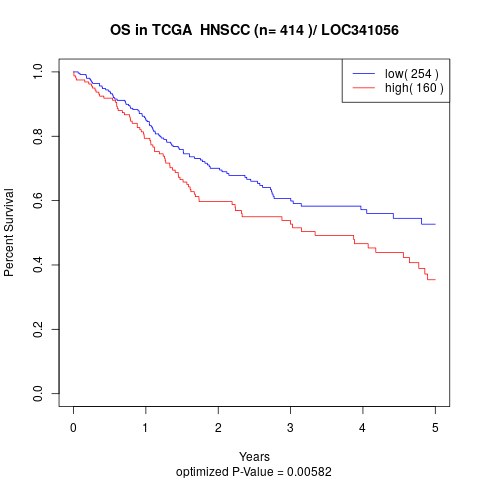 OS in TCGA  HNSCC (n= 414 )/ LOC341056
low( 254 )
high( 160 )
Percent Survival
1.0
0.8
0.6
0.4
0.2
0.0
0 1 2 3 4 5
Years
optimized P-Value = 0.00582